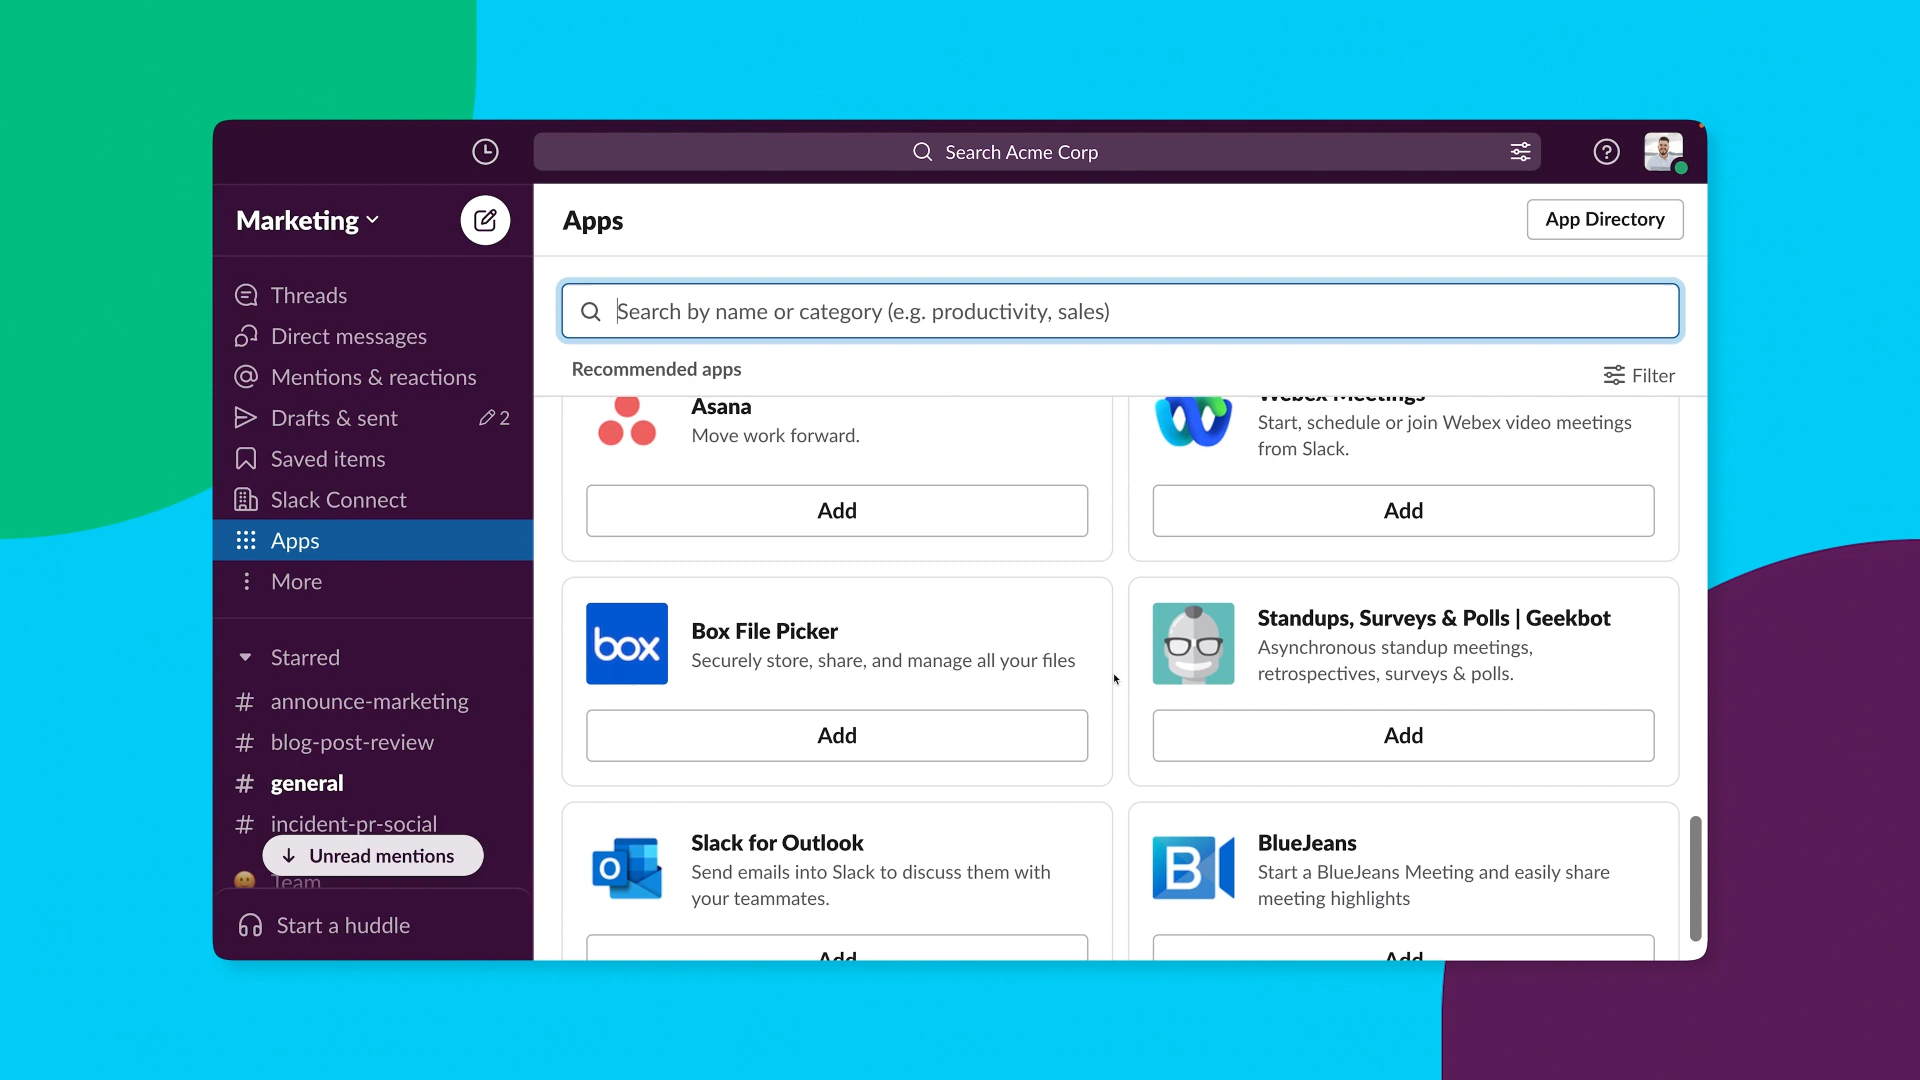 Search Acme Corp
Marketing
Apps
App Directory
Threads
Direct messages
Mentions & reactions
Drafts & sent
2
Saved items
Slack Connect
Apps
More
Starred
# announce-marketing
# blog-post-review
# general
# incident-pr-social
Unread mentions
Team
Start a huddle
Search by name or category (e.g. productivity, sales)
Recommended apps
Filter
Asana
Move work forward.
Add
Webex Meetings
Start, schedule or join Webex video meetings
from Slack.
Add
box
Box File Picker
Securely store, share, and manage all your files
Add
Standups, Surveys & Polls | Geekbot
Asynchronous standup meetings,
retrospectives, surveys & polls.
Add
O
Slack for Outlook
Send emails into Slack to discuss them with
your teammates.
Add
B
BlueJeans
Start a BlueJeans Meeting and easily share
meeting highlights
Add